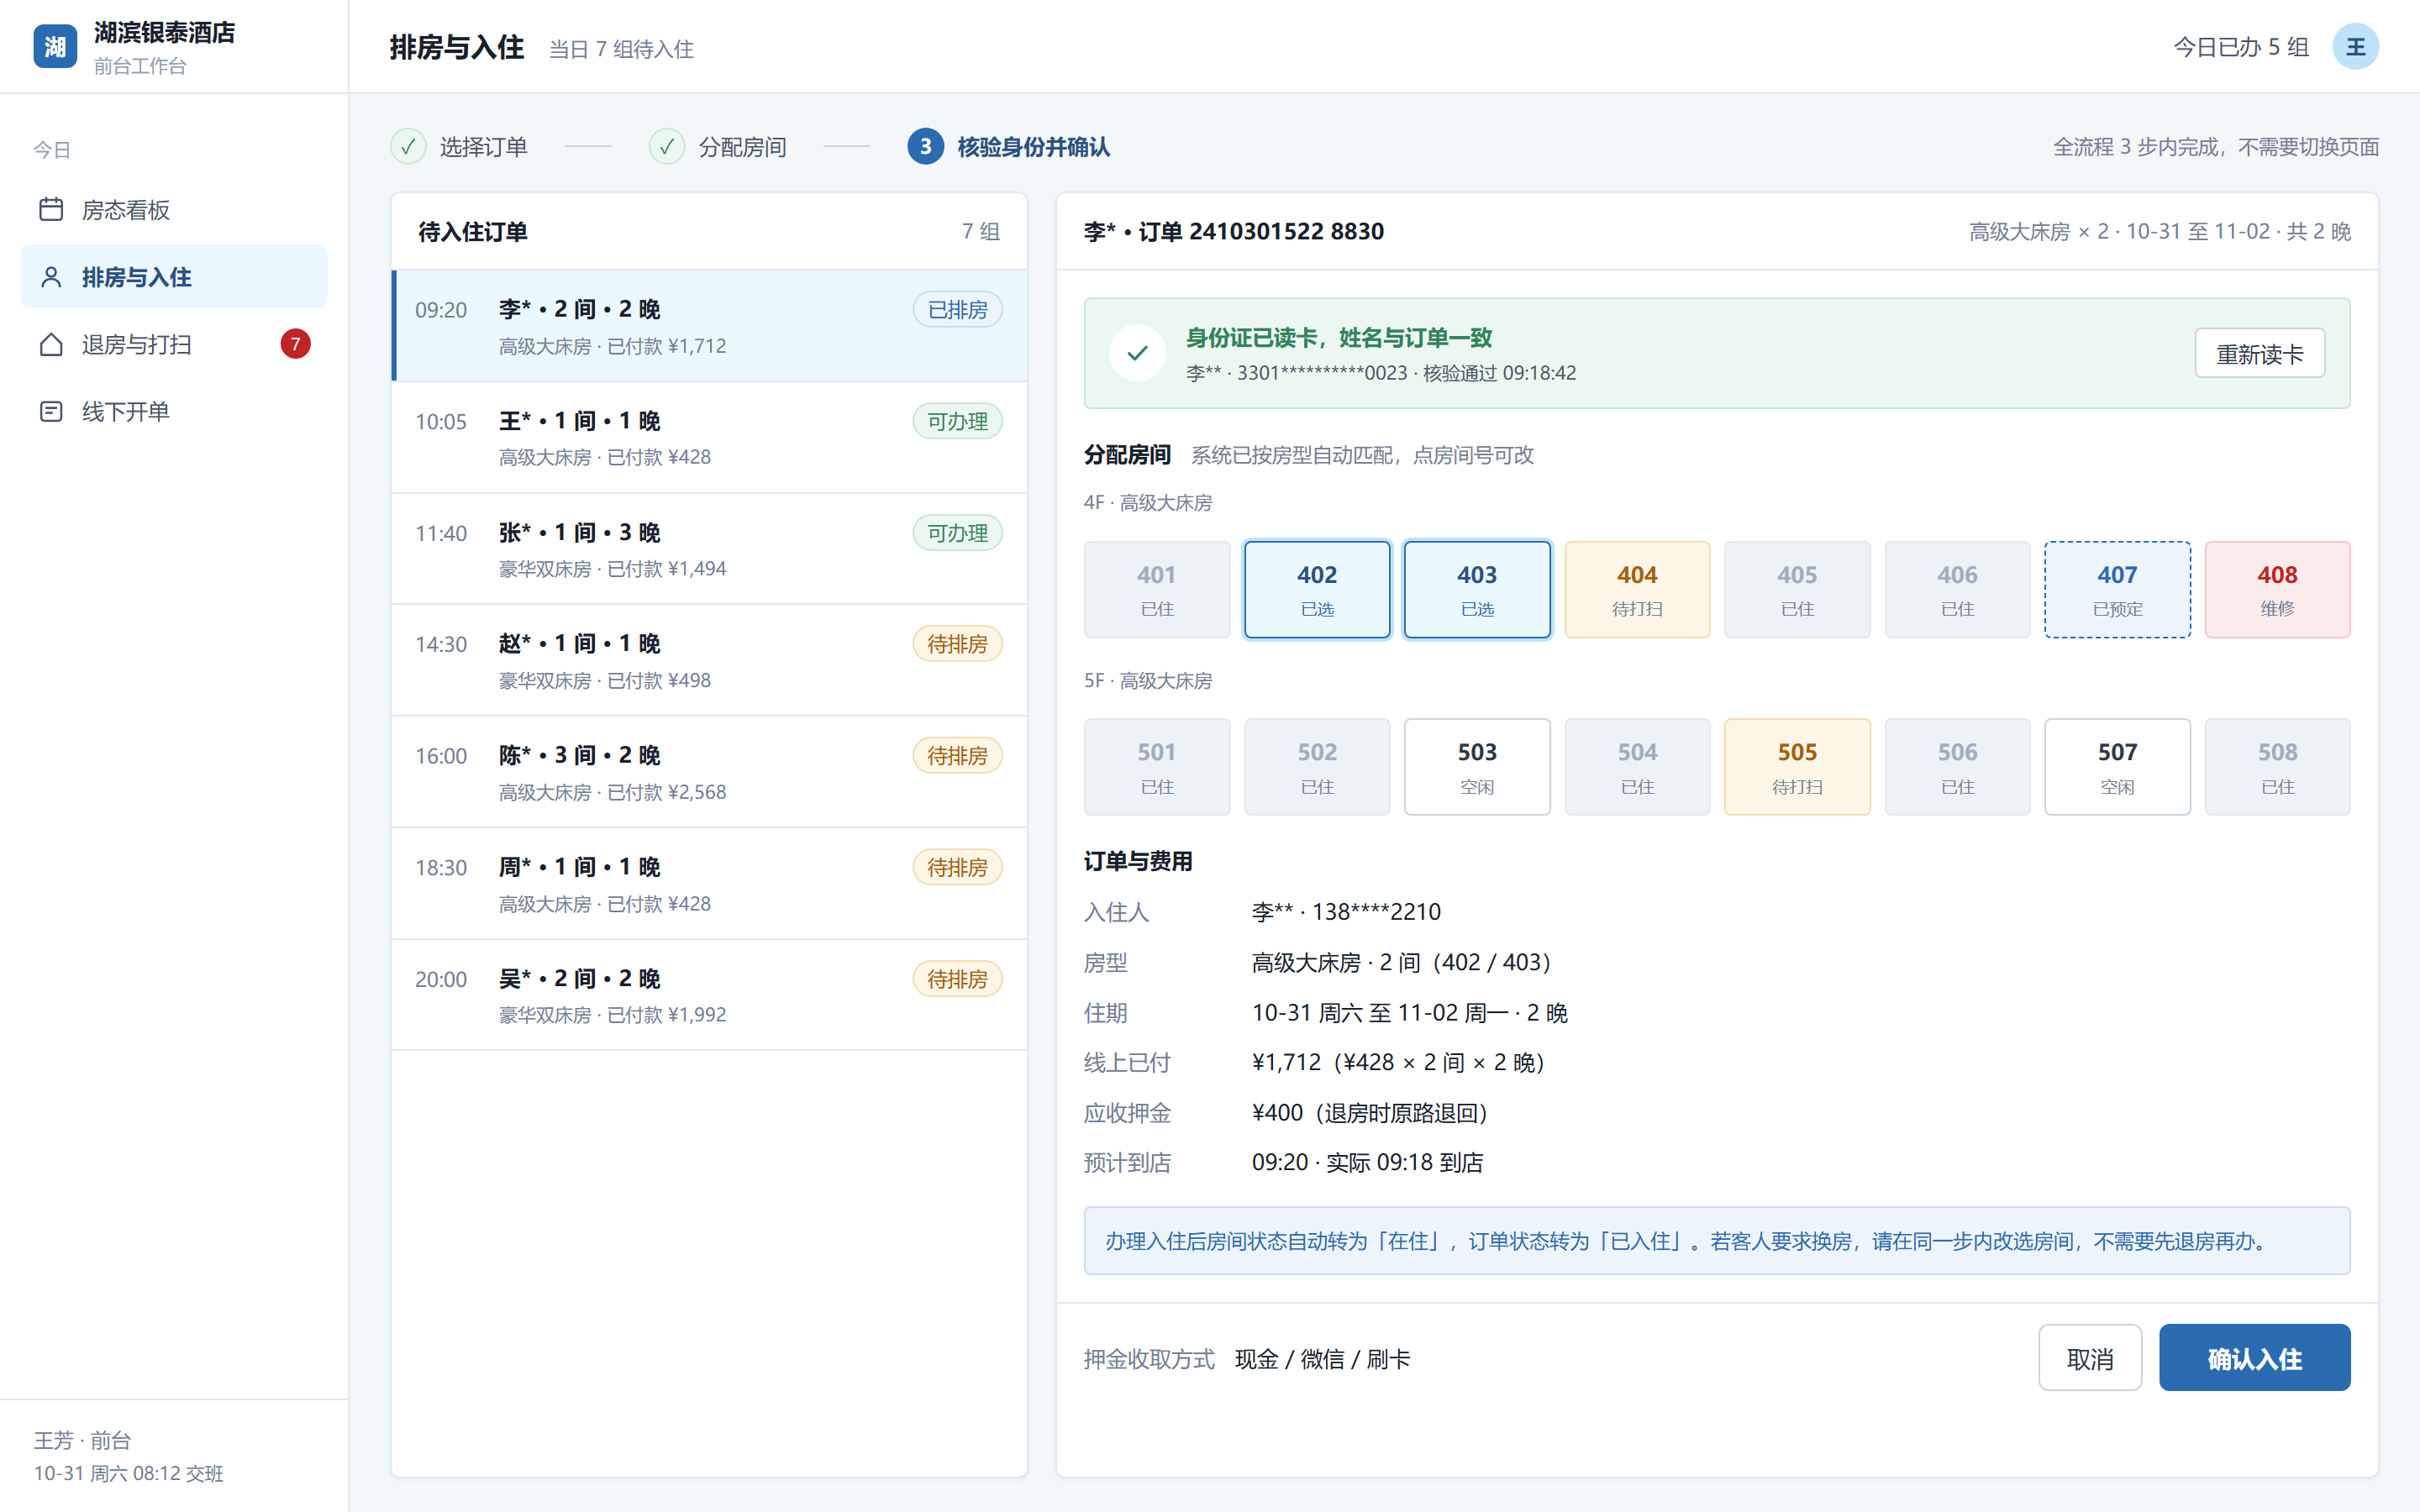 湖
湖滨银泰酒店
前台工作台
今日
房态看板
排房与入住
退房与打扫 7
线下开单
王芳 · 前台
10-31 周六 08:12 交班
排房与入住 当日 7 组待入住
今日已办 5 组 王
✓ 选择订单
✓ 分配房间
3 核验身份并确认
全流程 3 步内完成，不需要切换页面
待入住订单 7 组
09:20 李* • 2 间 • 2 晚 已排房
高级大床房 · 已付款 ¥1,712
10:05 王* • 1 间 • 1 晚 可办理
高级大床房 · 已付款 ¥428
11:40 张* • 1 间 • 3 晚 可办理
豪华双床房 · 已付款 ¥1,494
14:30 赵* • 1 间 • 1 晚 待排房
豪华双床房 · 已付款 ¥498
16:00 陈* • 3 间 • 2 晚 待排房
高级大床房 · 已付款 ¥2,568
18:30 周* • 1 间 • 1 晚 待排房
高级大床房 · 已付款 ¥428
20:00 吴* • 2 间 • 2 晚 待排房
豪华双床房 · 已付款 ¥1,992
李* • 订单 2410301522 8830
高级大床房 × 2 · 10-31 至 11-02 · 共 2 晚
身份证已读卡，姓名与订单一致
李** · 3301**********0023 · 核验通过 09:18:42
重新读卡
分配房间 系统已按房型自动匹配，点房间号可改
4F · 高级大床房
401 402 403 404 405 406 407 408
已住 已选 已选 待打扫 已住 已住 已预定 维修
5F · 高级大床房
501 502 503 504 505 506 507 508
已住 已住 空闲 已住 待打扫 已住 空闲 已住
订单与费用
入住人 李** · 138****2210
房型 高级大床房 · 2 间（402 / 403）
住期 10-31 周六 至 11-02 周一 · 2 晚
线上已付 ¥1,712（¥428 × 2 间 × 2 晚）
应收押金 ¥400（退房时原路退回）
预计到店 09:20 · 实际 09:18 到店
办理入住后房间状态自动转为「在住」，订单状态转为「已入住」。若客人要求换房，请在同一步内改选房间，不需要先退房再办。
押金收取方式 现金 / 微信 / 刷卡
取消
确认入住